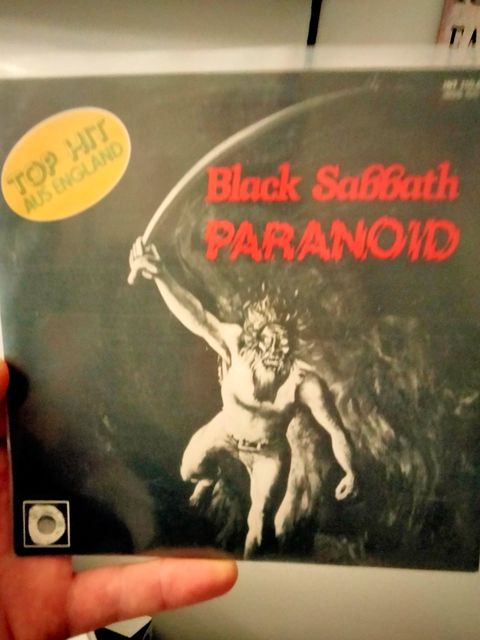 TOP HIT
AUS ENGLAND
Black Sabbath
PARANOID